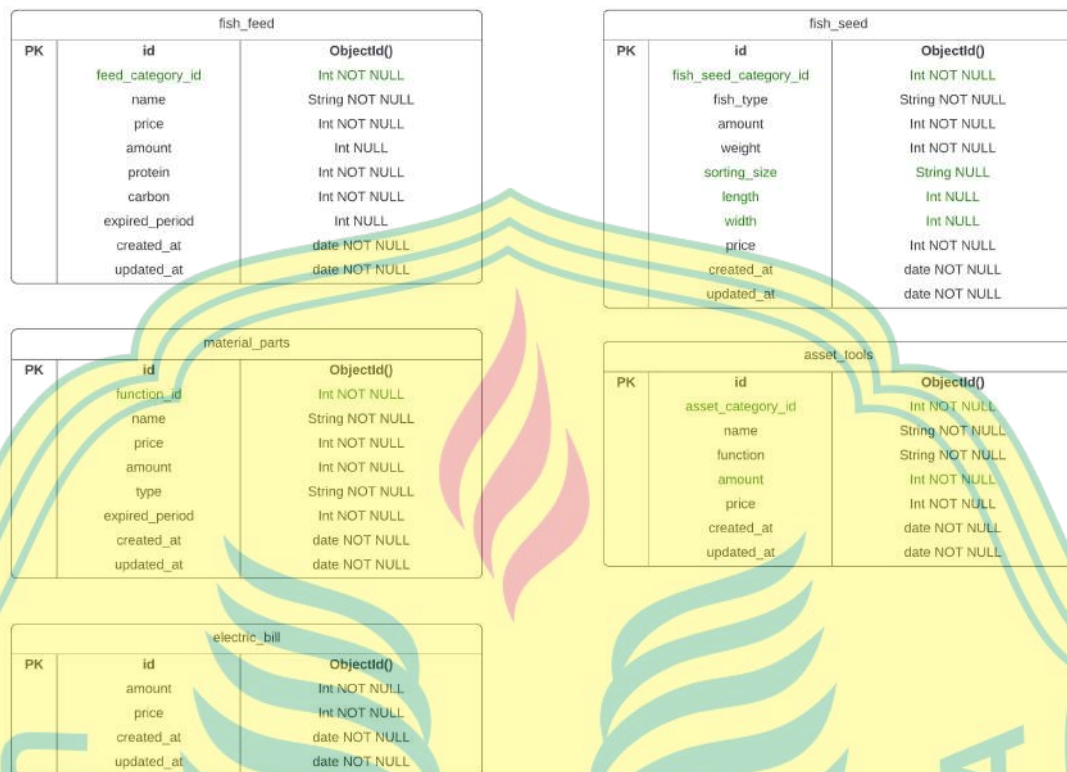 fish_feed
PK id ObjectId()
feed_category_id Int NOT NULL
name String NOT NULL
price Int NOT NULL
amount Int NULL
protein Int NOT NULL
carbon Int NOT NULL
expired_period Int NULL
created_at date NOT NULL
updated_at date NOT NULL
fish_seed
PK id ObjectId()
fish_seed_category_id Int NOT NULL
fish_type String NOT NULL
amount Int NOT NULL
weight Int NOT NULL
sorting_size String NULL
length Int NULL
width Int NULL
price Int NOT NULL
created_at date NOT NULL
updated_at date NOT NULL
material_parts
PK id ObjectId()
function_id Int NOT NULL
name String NOT NULL
price Int NOT NULL
amount Int NOT NULL
type String NOT NULL
expired_period Int NOT NULL
created_at date NOT NULL
updated_at date NOT NULL
asset_tools
PK id ObjectId()
asset_category_id Int NOT NULL
name String NOT NULL
function String NOT NULL
amount Int NOT NULL
price Int NOT NULL
created_at date NOT NULL
updated_at date NOT NULL
electric_bill
PK id ObjectId()
amount Int NOT NULL
price Int NOT NULL
created_at date NOT NULL
updated_at date NOT NULL